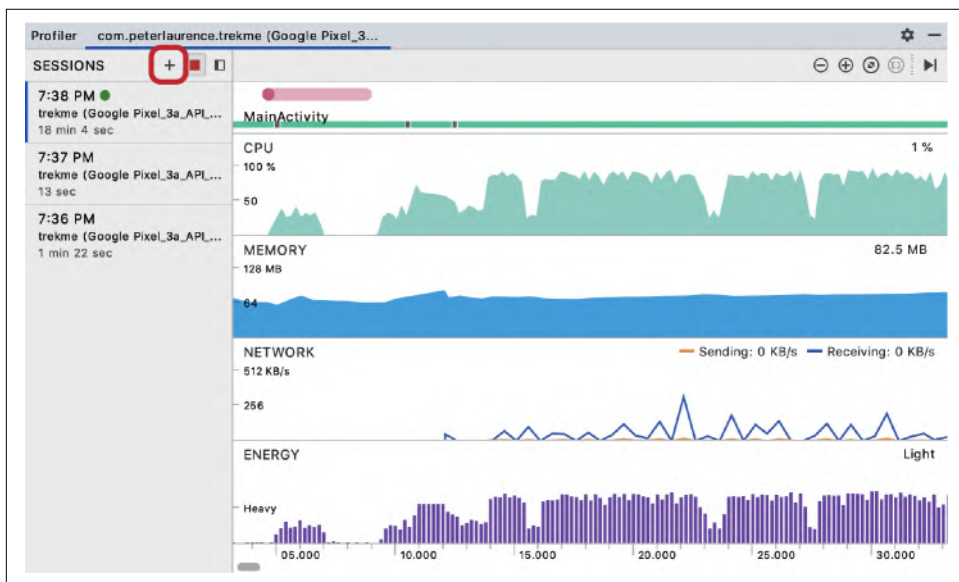 Profiler com.peterlaurence.trekme (Google Pixel_3...
SESSIONS
7:38 PM
trekme (Google Pixel_3a_API_...
18 min 4 sec
7:37 PM
trekme (Google Pixel_3a_API_...
13 sec
7:36 PM
trekme (Google Pixel_3a_API_...
1 min 22 sec
MainActivity
CPU 1 %
100 %
50
MEMORY 82.5 MB
128 MB
64
NETWORK Sending: 0 KB/s Receiving: 0 KB/s
512 KB/s
256
ENERGY Light
Heavy
05.000 10.000 15.000 20.000 25.000 30.000